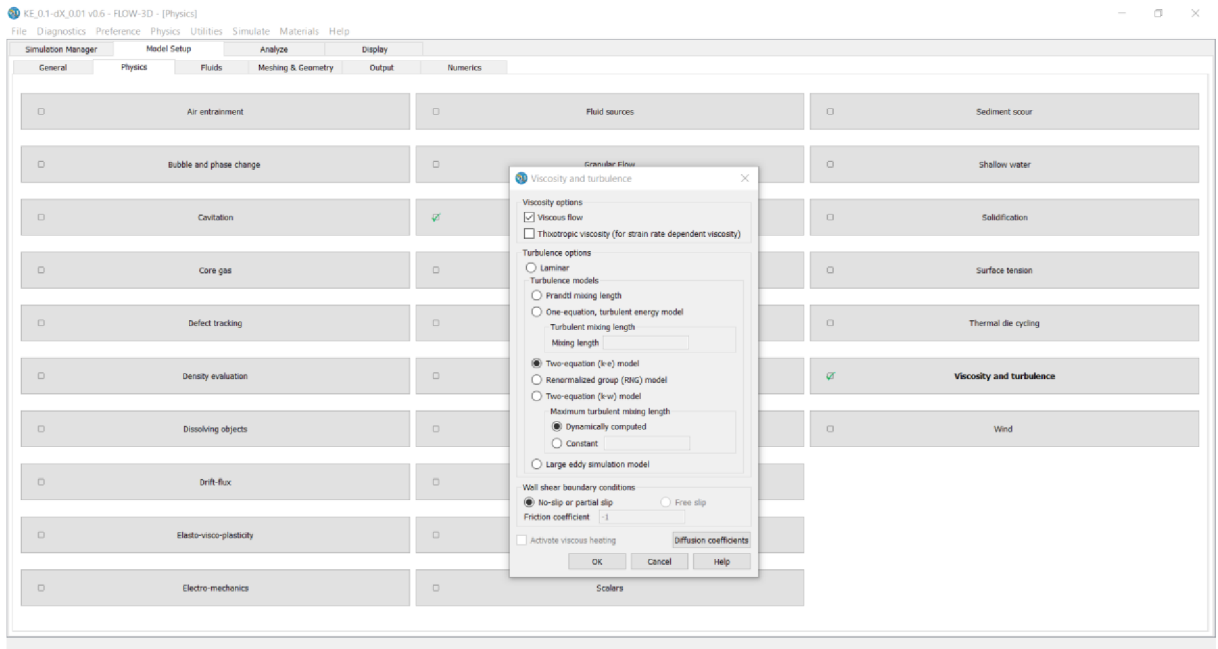 KE_0.1-dX_0.01 v0.6 - FLOW-3D - [Physics]
File Diagnostics Preference Physics Utilities Simulate Materials Help
Simulation Manager Model Setup Analyze Display
General Physics Fluids Meshing & Geometry Output Numerics
Air entrainment Fluid sources Sediment scour
Bubble and phase change Granular Flow Shallow water
Cavitation Solidification
Core gas Surface tension
Defect tracking Thermal die cycling
Density evaluation Viscosity and turbulence
Dissolving objects Wind
Drift-flux
Elasto-visco-plasticity
Electro-mechanics Scalars
Viscosity and turbulence
Viscosity options
Viscous flow
Thixotropic viscosity (for strain rate dependent viscosity)
Turbulence options
Laminar
Turbulence models
Prandtl mixing length
One-equation, turbulent energy model
Turbulent mixing length
Mixing length
Two-equation (k-e) model
Renormalized group (RNG) model
Two-equation (k-w) model
Maximum turbulent mixing length
Dynamically computed
Constant
Large eddy simulation model
Wall shear boundary conditions
No-slip or partial slip Free slip
Friction coefficient -1
Activate viscous heating Diffusion coefficients
OK Cancel Help